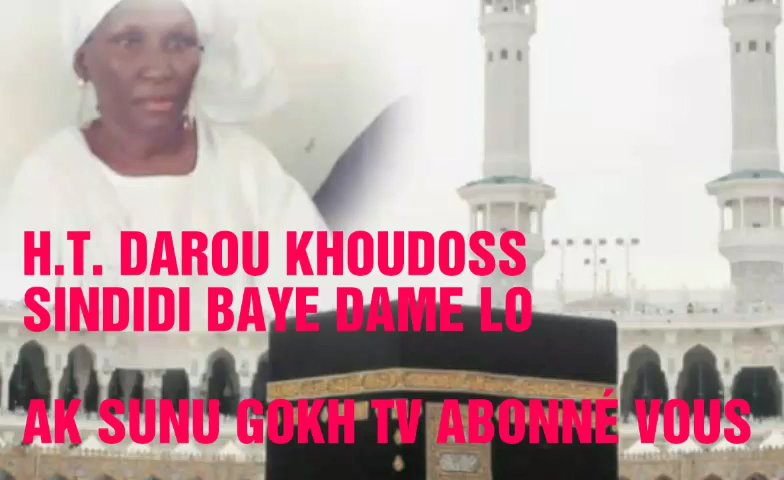 H.T. DAROU KHOUDOSS
SINDIDI BAYE DAME LO
AK SUNU GOKH TV ABONNÉ VOUS